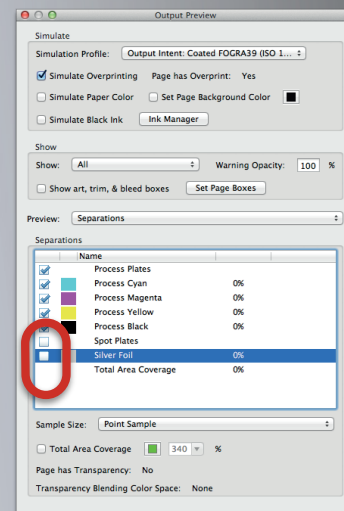 Output Preview
Simulate
Simulation Profile: Output Intent: Coated FOGRA39 (ISO 1...
Simulate Overprinting Page has Overprint: Yes
Simulate Paper Color Set Page Background Color
Simulate Black Ink Ink Manager
Show
Show: All Warning Opacity: 100 %
Show art, trim, & bleed boxes Set Page Boxes
Preview: Separations
Separations
Name
Process Plates
Process Cyan 0%
Process Magenta 0%
Process Yellow 0%
Process Black 0%
Spot Plates
Silver Foil 0%
Total Area Coverage 0%
Sample Size: Point Sample
Total Area Coverage 340 %
Page has Transparency: No
Transparency Blending Color Space: None